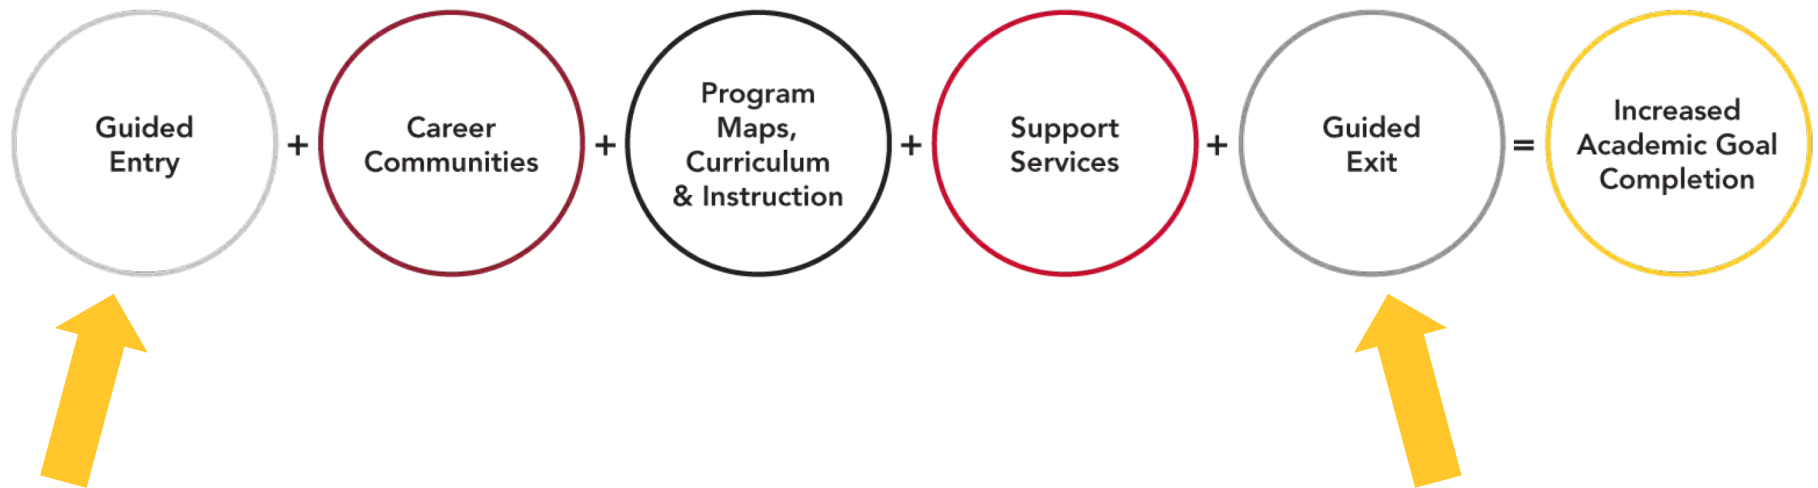 Guided
Entry
+
Career
Communities
+
Program
Maps,
Curriculum
& Instruction
+
Support
Services
+
Guided
Exit
=
Increased
Academic Goal
Completion